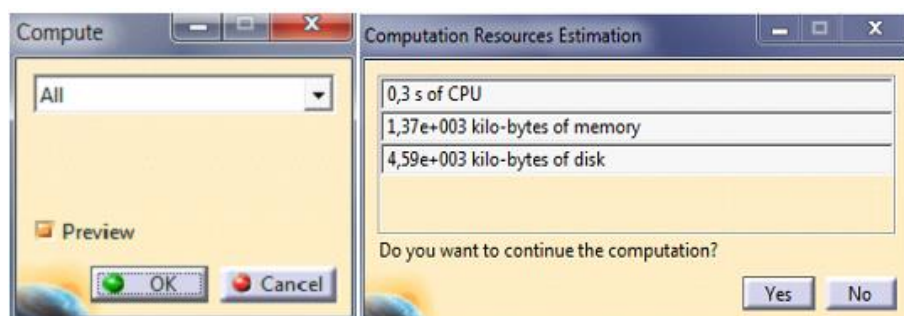 Compute
All
Preview
OK
Cancel
Computation Resources Estimation
0,3 s of CPU
1,37e+003 kilo-bytes of memory
4,59e+003 kilo-bytes of disk
Do you want to continue the computation?
Yes
No